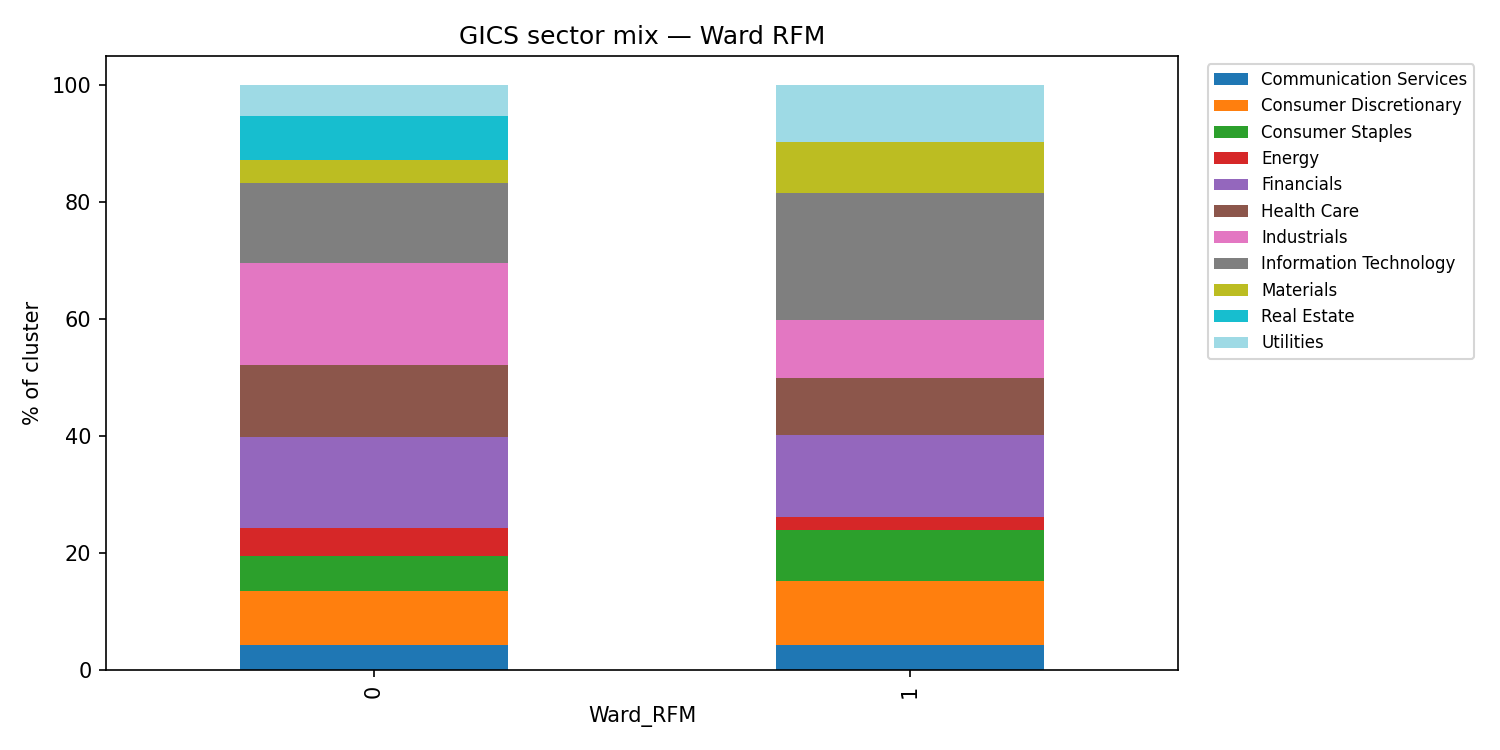 GICS sector mix — Ward RFM
100
80
60
40
20
0
% of cluster
0
1
Ward_RFM
Communication Services
Consumer Discretionary
Consumer Staples
Energy
Financials
Health Care
Industrials
Information Technology
Materials
Real Estate
Utilities